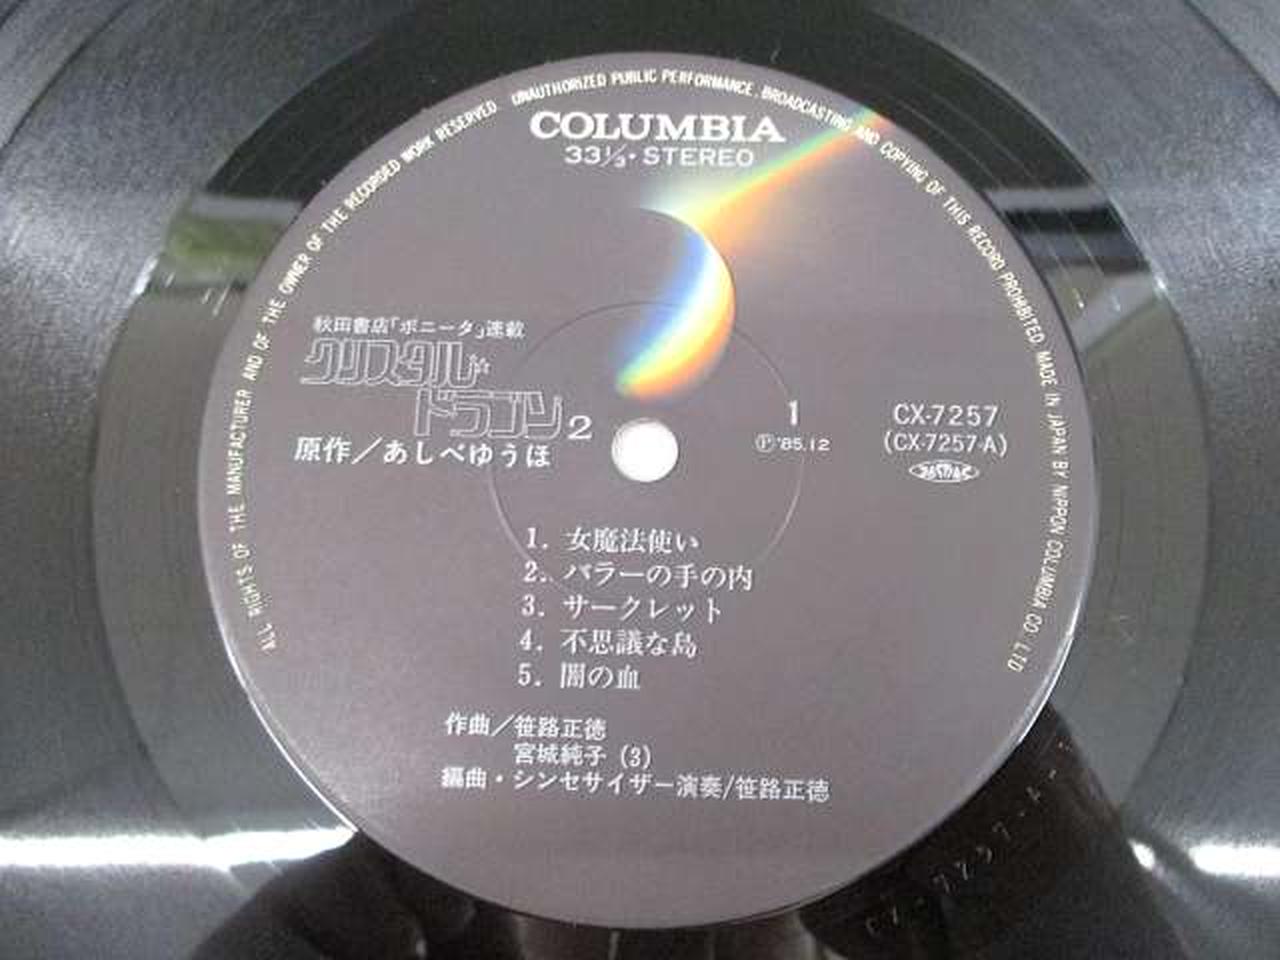 ALL RIGHTS OF THE MANUFACTURER AND OF THE OWNER OF THE RECORDED WORK RESERVED UNAUTHORIZED PUBLIC PERFORMANCE. BROADCASTING AND COPYING OF THIS RECORD PROHIBITED MADE IN JAPAN BY NIPPON COLUMBIA CO. LTD
COLUMBIA
33⅓・STEREO
秋田書店「ボニータ」連載
クリスタル☆
ドラゴン2
原作／あしべゆうほ
1
Ⓟ'85.12
CX-7257
(CX-7257-A)
1. 女魔法使い
2. バラーの手の内
3. サークレット
4. 不思議な島
5. 闇の血
作曲／笹路正徳
宮城純子 (3)
編曲・シンセサイザー演奏/笹路正徳